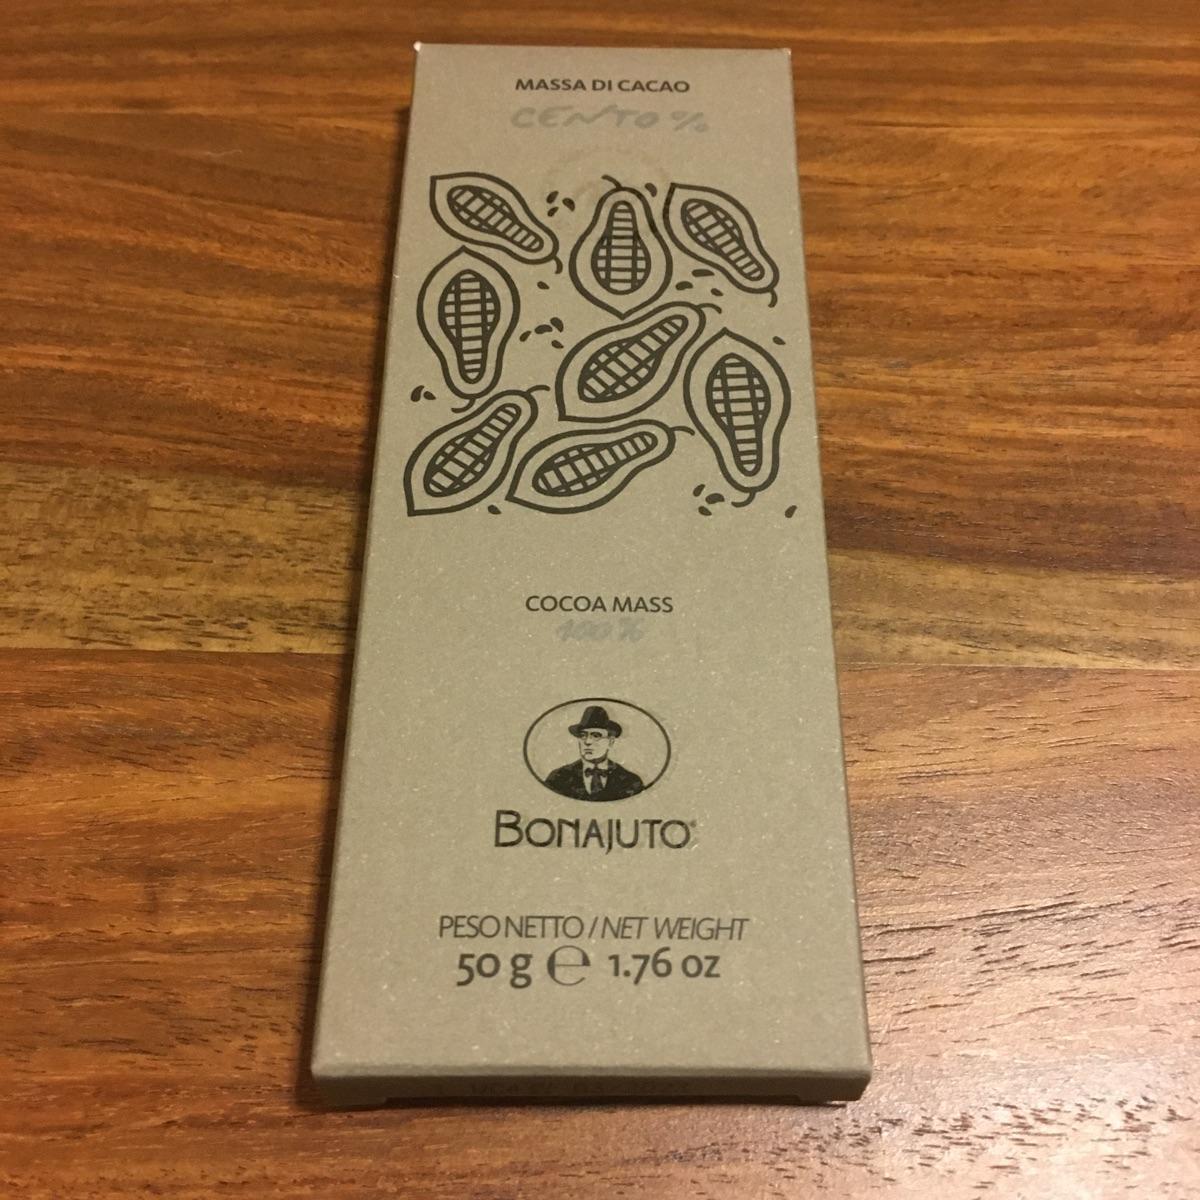 MASSA DI CACAO
CENTO%
COCOA MASS
100%
BONAJUTO®
PESO NETTO / NET WEIGHT
50 g ℮ 1.76 oz